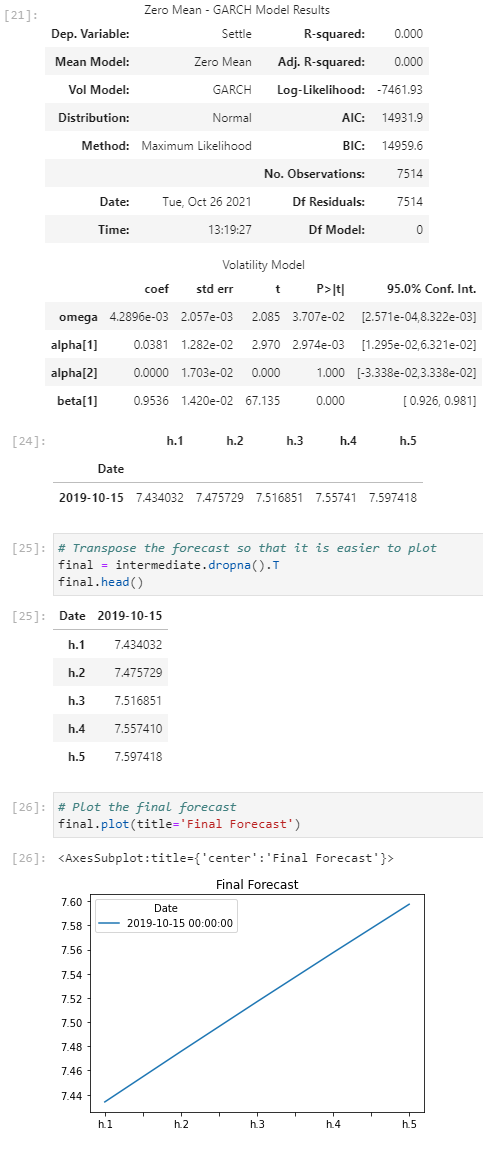 [21]: Zero Mean - GARCH Model Results
Dep. Variable: Settle R-squared: 0.000
Mean Model: Zero Mean Adj. R-squared: 0.000
Vol Model: GARCH Log-Likelihood: -7461.93
Distribution: Normal AIC: 14931.9
Method: Maximum Likelihood BIC: 14959.6
No. Observations: 7514
Date: Tue, Oct 26 2021 Df Residuals: 7514
Time: 13:19:27 Df Model: 0
Volatility Model
coef std err t P>|t| 95.0% Conf. Int.
omega 4.2896e-03 2.057e-03 2.085 3.707e-02 [2.571e-04,8.322e-03]
alpha[1] 0.0381 1.282e-02 2.970 2.974e-03 [1.295e-02,6.321e-02]
alpha[2] 0.0000 1.703e-02 0.000 1.000 [-3.338e-02,3.338e-02]
beta[1] 0.9536 1.420e-02 67.135 0.000 [ 0.926, 0.981]
[24]: h.1 h.2 h.3 h.4 h.5
Date
2019-10-15 7.434032 7.475729 7.516851 7.55741 7.597418
[25]: # Transpose the forecast so that it is easier to plot
final = intermediate.dropna().T
final.head()
[25]: Date 2019-10-15
h.1 7.434032
h.2 7.475729
h.3 7.516851
h.4 7.557410
h.5 7.597418
[26]: # Plot the final forecast
final.plot(title='Final Forecast')
[26]: <AxesSubplot:title={'center':'Final Forecast'}>
Final Forecast
Date
2019-10-15 00:00:00
7.60
7.58
7.56
7.54
7.52
7.50
7.48
7.46
7.44
h.1 h.2 h.3 h.4 h.5